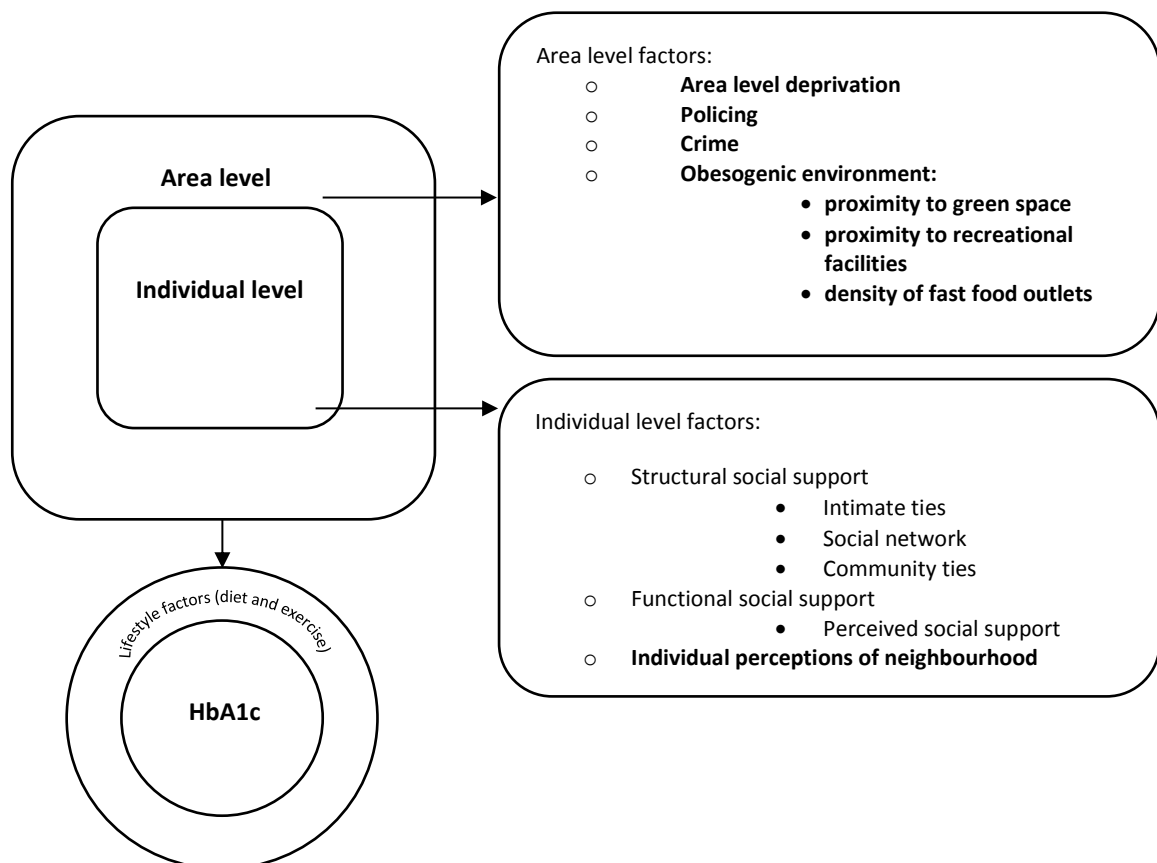 Area level factors:
o Area level deprivation
o Policing
o Crime
o Obesogenic environment:
• proximity to green space
• proximity to recreational
facilities
• density of fast food outlets
Area level
Individual level
Individual level factors:
o Structural social support
• Intimate ties
• Social network
• Community ties
o Functional social support
• Perceived social support
o Individual perceptions of neighbourhood
Lifestyle factors (diet and exercise)
HbA1c